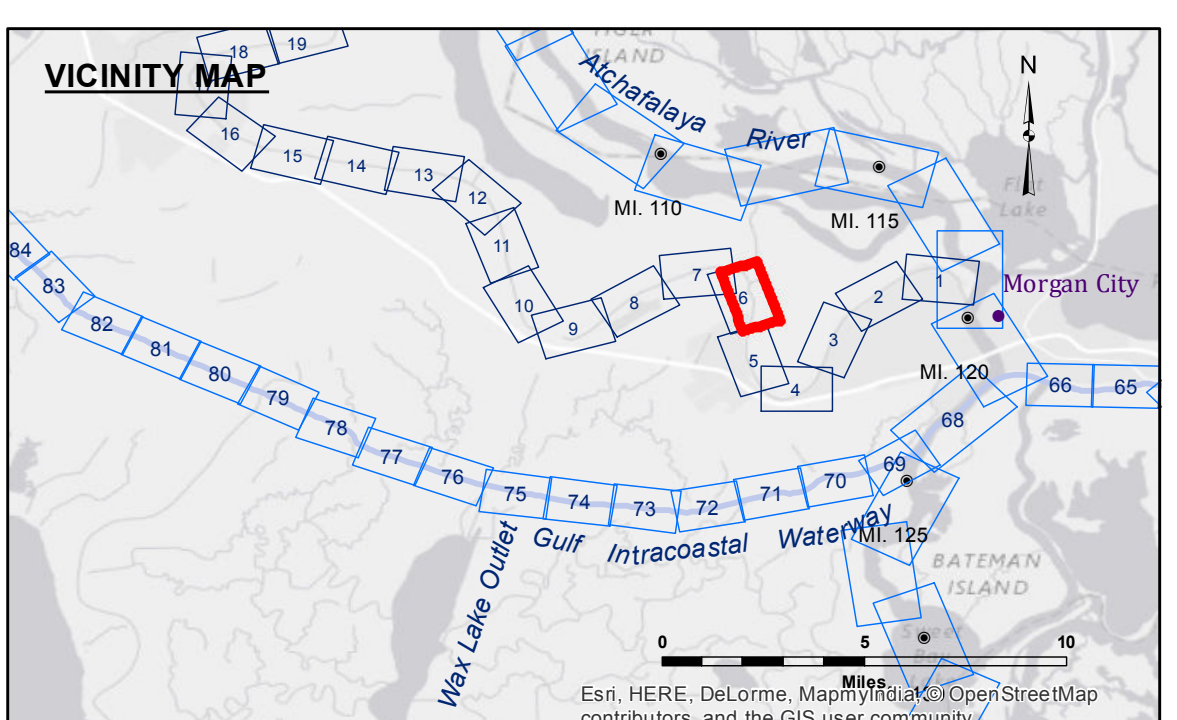 TIGER
ISLAND
18
19
VICINITY MAP
Atchafalaya River
N
16
15
14
13
12
MI. 110
MI. 115
Flat
Lake
11
84
83
7
6
1
Morgan City
10
9
8
2
3
82
81
80
79
78
5
4
MI. 120
66
65
68
77
76
75
74
73
72
71
70
69
Wax Lake Outlet
Gulf Intracoastal Waterway
MI. 125
BATEMAN
ISLAND
Sweet
Bay
0 5 10
Miles
Esri, HERE, DeLorme, MapmyIndia, © OpenStreetMap
contributors, and the GIS user community